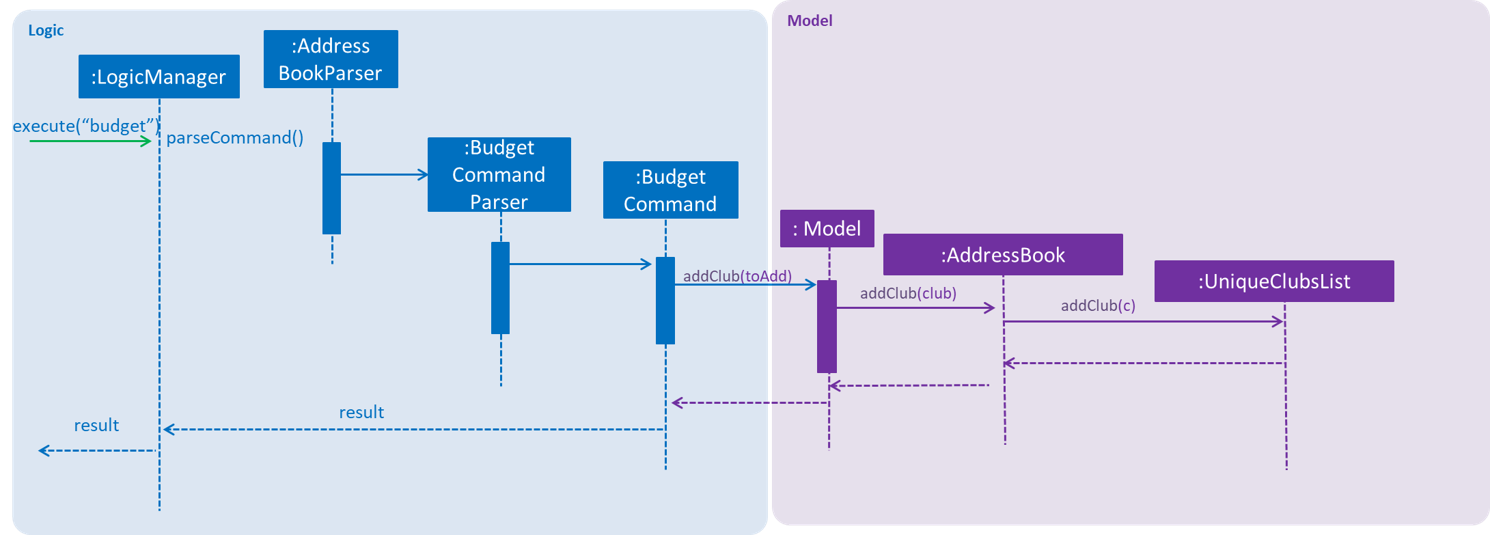 Logic
Model
:Address
BookParser
:LogicManager
execute(“budget”)
parseCommand()
:Budget
Command
Parser
:Budget
Command
: Model
:AddressBook
:UniqueClubsList
addClub(toAdd)
addClub(club)
addClub(c)
result
result